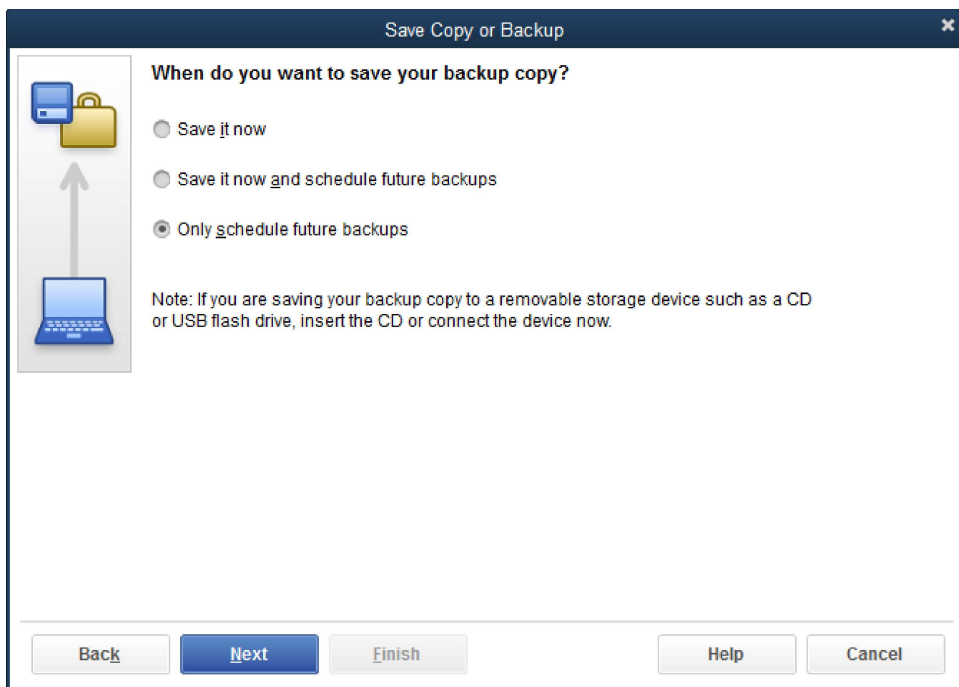 Save Copy or Backup
When do you want to save your backup copy?
Save it now
Save it now and schedule future backups
Only schedule future backups
Note: If you are saving your backup copy to a removable storage device such as a CD
or USB flash drive, insert the CD or connect the device now.
Back Next Finish Help Cancel